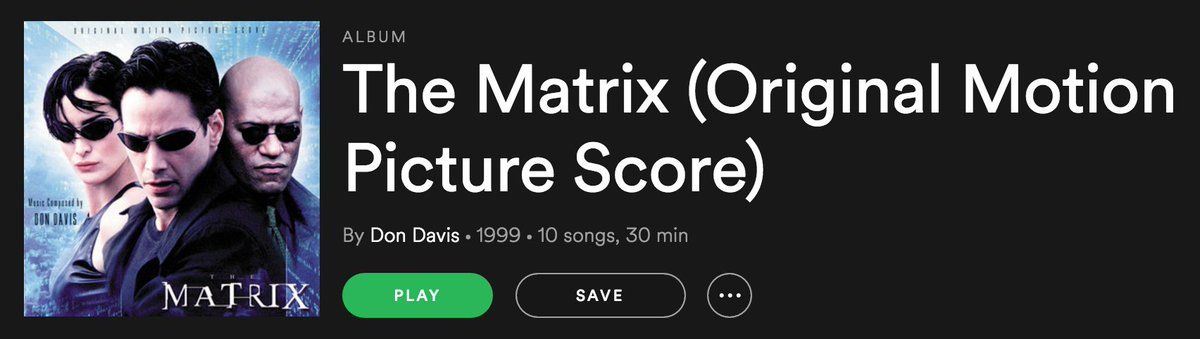 ORIGINAL MOTION PICTURE SCORE
Music Composed by
DON DAVIS
THE
MATRIX
ALBUM
The Matrix (Original Motion
Picture Score)
By Don Davis • 1999 • 10 songs, 30 min
PLAY
SAVE